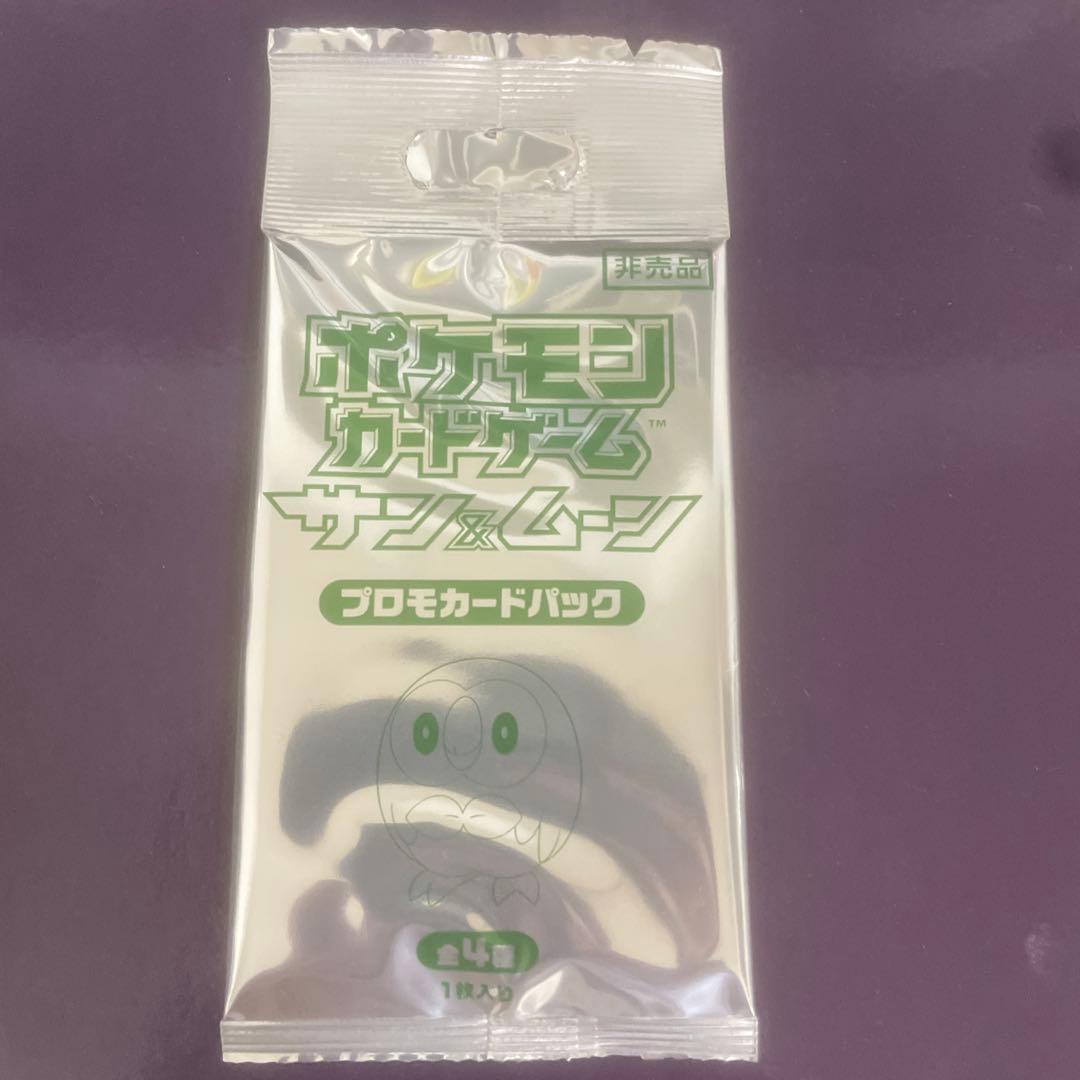 非売品
ポケモン
カードゲーム™
サン&ムーン
プロモカードパック
全4種
1枚入り